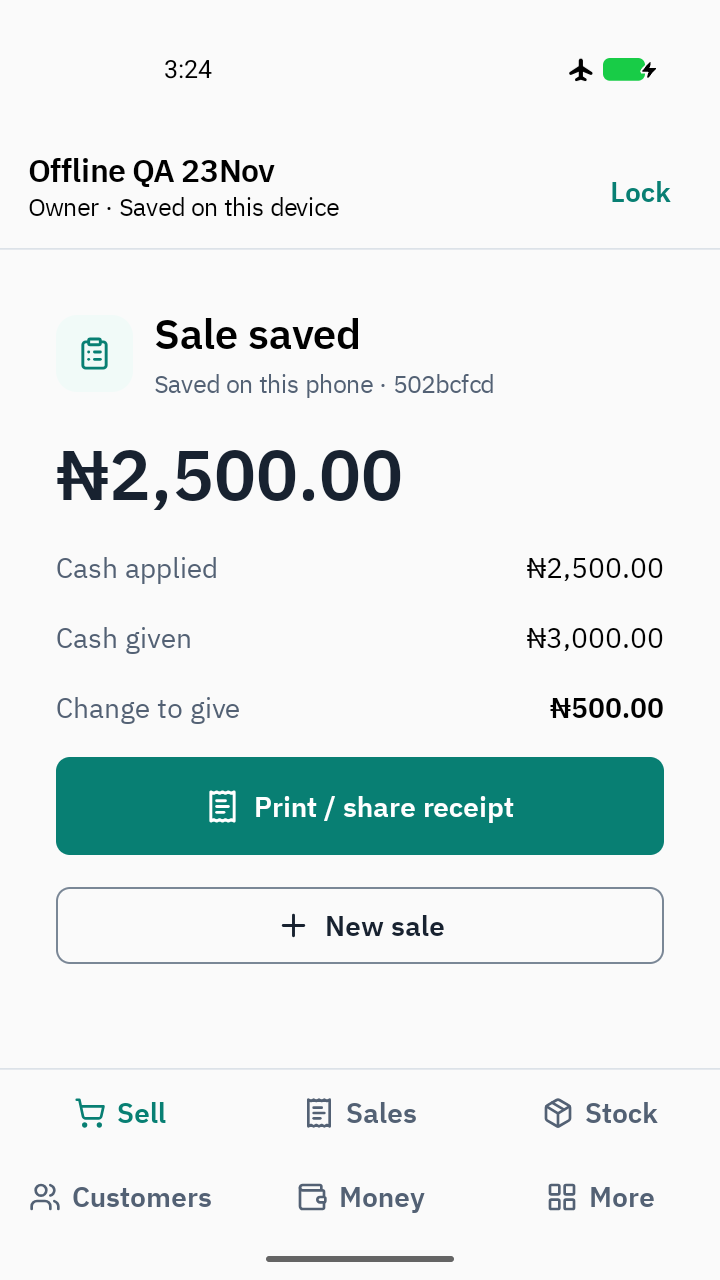 3:24
Offline QA 23Nov
Owner · Saved on this device
Lock
Sale saved
Saved on this phone · 502bcfcd
₦2,500.00
Cash applied ₦2,500.00
Cash given ₦3,000.00
Change to give ₦500.00
Print / share receipt
New sale
Sell Sales Stock
Customers Money More